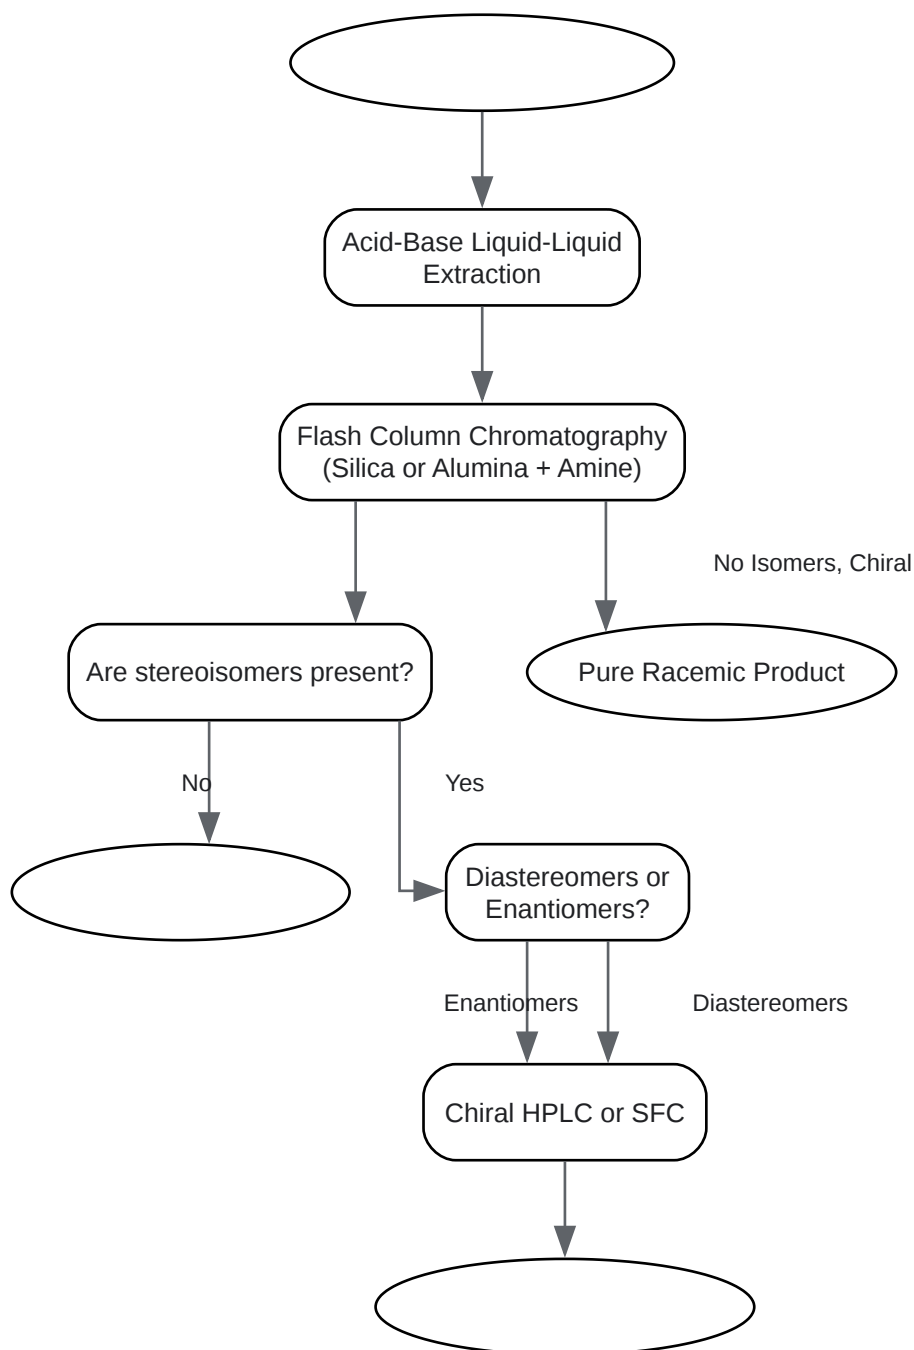 Acid-Base Liquid-Liquid
Extraction
Flash Column Chromatography
(Silica or Alumina + Amine)
No Isomers, Chiral
Are stereoisomers present?
Pure Racemic Product
No
Yes
Diastereomers or
Enantiomers?
Enantiomers
Diastereomers
Chiral HPLC or SFC